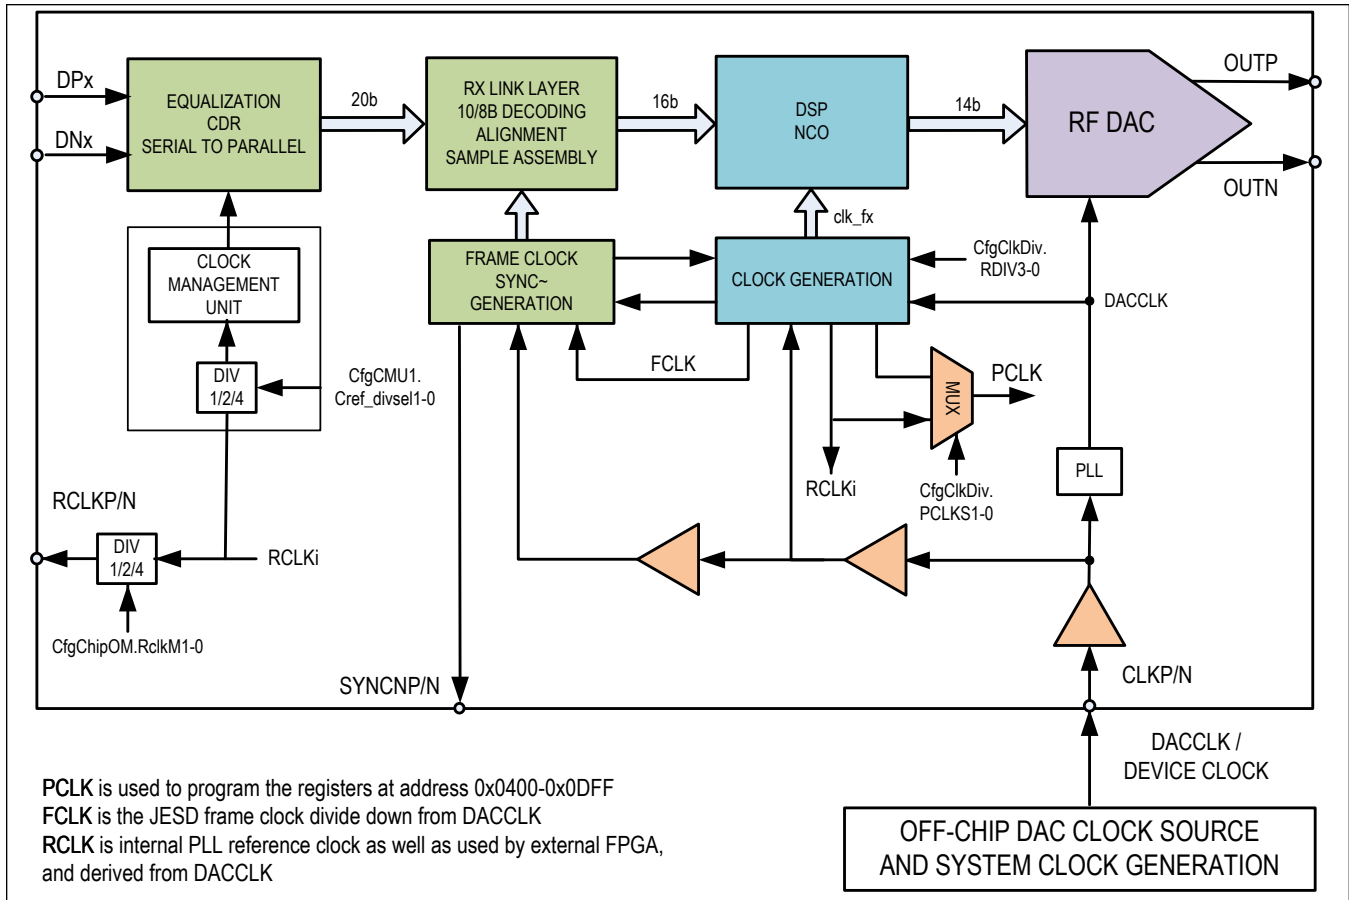 DPx
DNx
EQUALIZATION
CDR
SERIAL TO PARALLEL
20b
RX LINK LAYER
10/8B DECODING
ALIGNMENT
SAMPLE ASSEMBLY
16b
DSP
NCO
14b
RF DAC
OUTP
OUTN
clk_fx
CLOCK
MANAGEMENT
UNIT
FRAME CLOCK
SYNC~
GENERATION
CLOCK GENERATION
CfgClkDiv.
RDIV3-0
DACCLK
DIV
1/2/4
CfgCMU1.
Cref_divsel1-0
FCLK
MUX
PCLK
RCLKi
CfgClkDiv.
PCLKS1-0
PLL
RCLKP/N
DIV
1/2/4
RCLKi
CfgChipOM.RclkM1-0
SYNCNP/N
CLKP/N
DACCLK /
DEVICE CLOCK
PCLK is used to program the registers at address 0x0400-0x0DFF
FCLK is the JESD frame clock divide down from DACCLK
RCLK is internal PLL reference clock as well as used by external FPGA,
and derived from DACCLK
OFF-CHIP DAC CLOCK SOURCE
AND SYSTEM CLOCK GENERATION